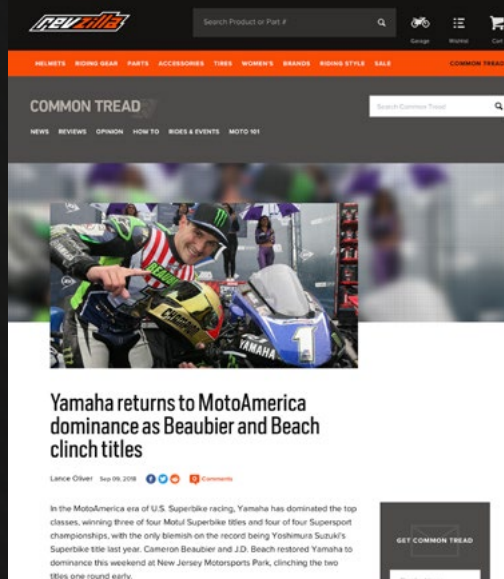 RevZilla
Search Product or Part #
Garage
Wishlist
Cart
HELMETS RIDING GEAR PARTS ACCESSORIES TIRES WOMEN'S BRANDS RIDING STYLE SALE COMMON TREAD
COMMON TREAD
Search Common Tread
NEWS REVIEWS OPINION HOW TO RIDES & EVENTS MOTO 101
YAMAHA
1
Yamaha returns to MotoAmerica
dominance as Beaubier and Beach
clinch titles
Lance Oliver Sep 09, 2018 0 Comments
In the MotoAmerica era of U.S. Superbike racing, Yamaha has dominated the top
classes, winning three of four Motul Superbike titles and four of four Supersport
championships, with the only blemish on the record being Yoshimura Suzuki's
Superbike title last year. Cameron Beaubier and J.D. Beach restored Yamaha to
dominance this weekend at New Jersey Motorsports Park, clinching the two
titles one round early.
GET COMMON TREAD